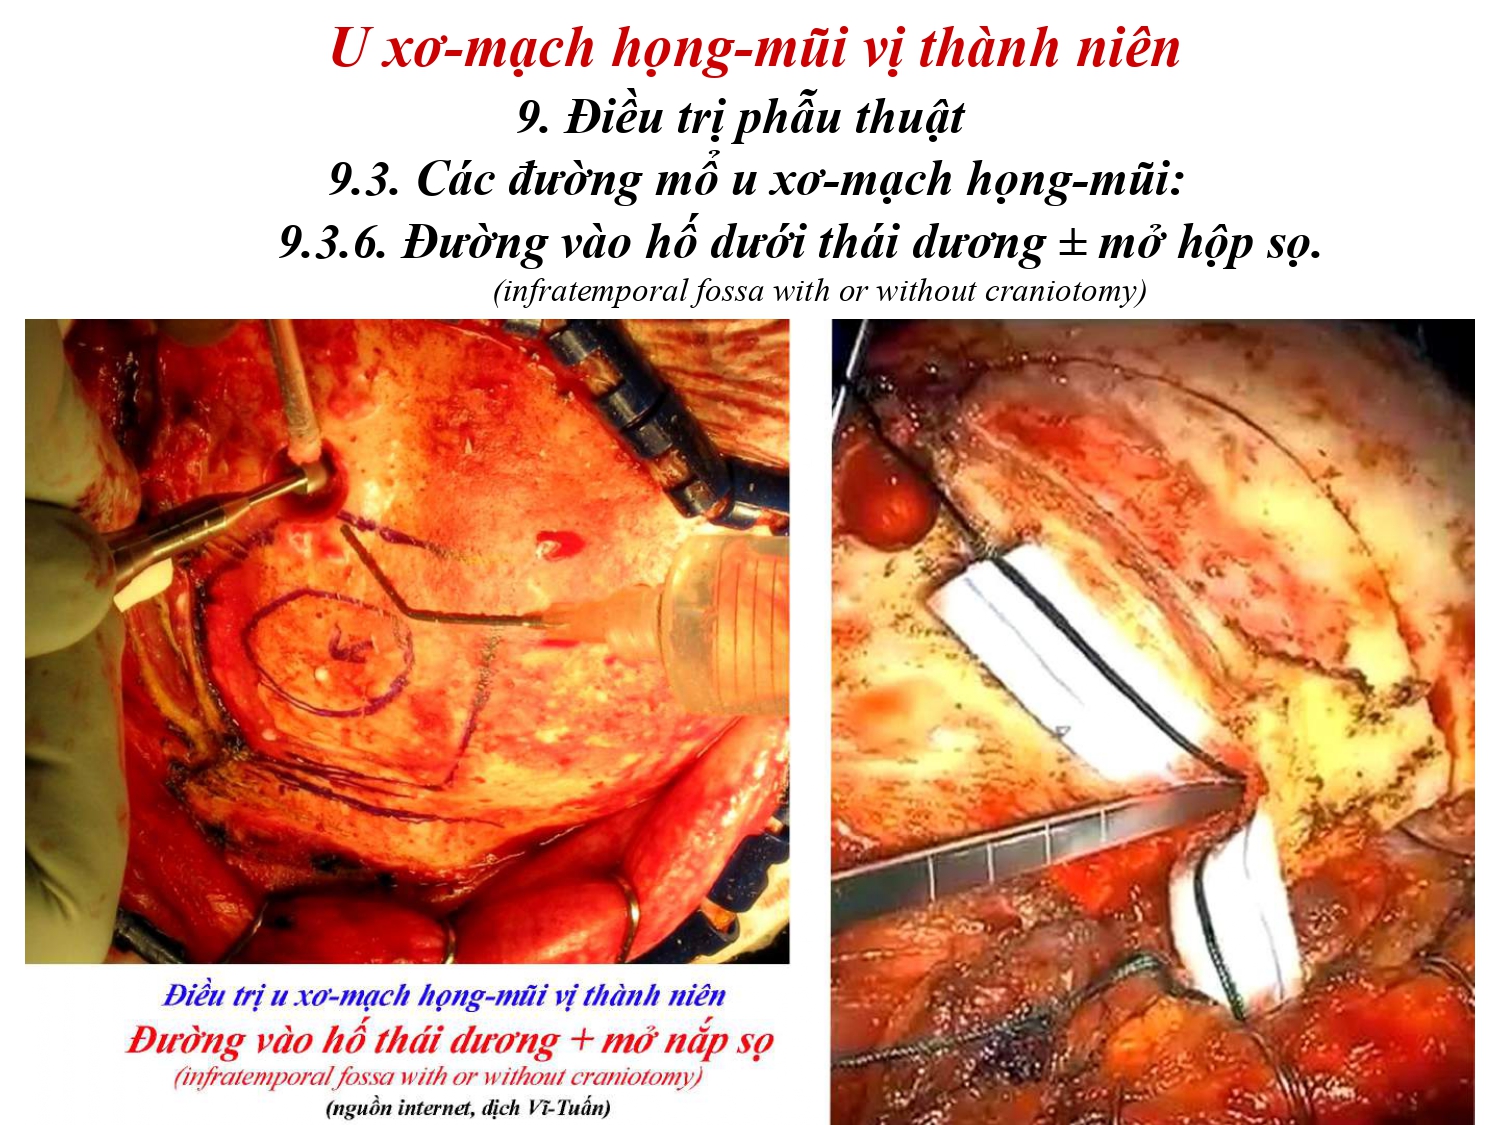 U xơ-mạch họng-mũi vị thành niên
9. Điều trị phẫu thuật
9.3. Các đường mổ u xơ-mạch họng-mũi:
9.3.6. Đường vào hố dưới thái dương ± mở hộp sọ.
(infratemporal fossa with or without craniotomy)
Điều trị u xơ-mạch họng-mũi vị thành niên
Đường vào hố thái dương + mở nắp sọ
(infratemporal fossa with or without craniotomy)
(nguồn internet, dịch Vĩ-Tuấn)